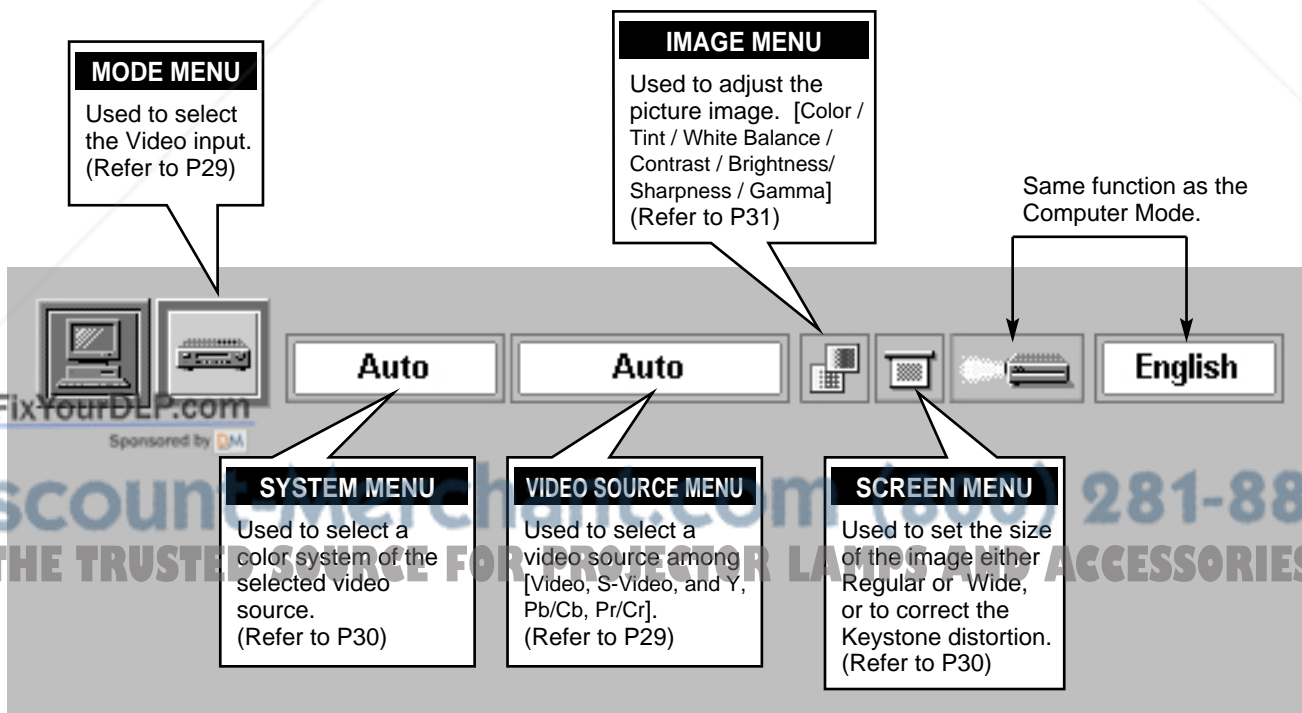 MODE MENU
Used to select
the Video input.
(Refer to P29)
IMAGE MENU
Used to adjust the
picture image. [Color /
Tint / White Balance /
Contrast / Brightness/
Sharpness / Gamma]
(Refer to P31)
Same function as the
Computer Mode.
Auto
Auto
English
FixYourDLP.com
Sponsored by DM
SYSTEM MENU
Used to select a
color system of the
selected video
source.
(Refer to P30)
VIDEO SOURCE MENU
Used to select a
video source among
[Video, S-Video, and Y,
Pb/Cb, Pr/Cr].
(Refer to P29)
SCREEN MENU
Used to set the size
of the image either
Regular or Wide,
or to correct the
Keystone distortion.
(Refer to P30)
scount-Merchant.com (800) 281-88
THE TRUSTED SOURCE FOR PROJECTOR LAMPS AND ACCESSORIES